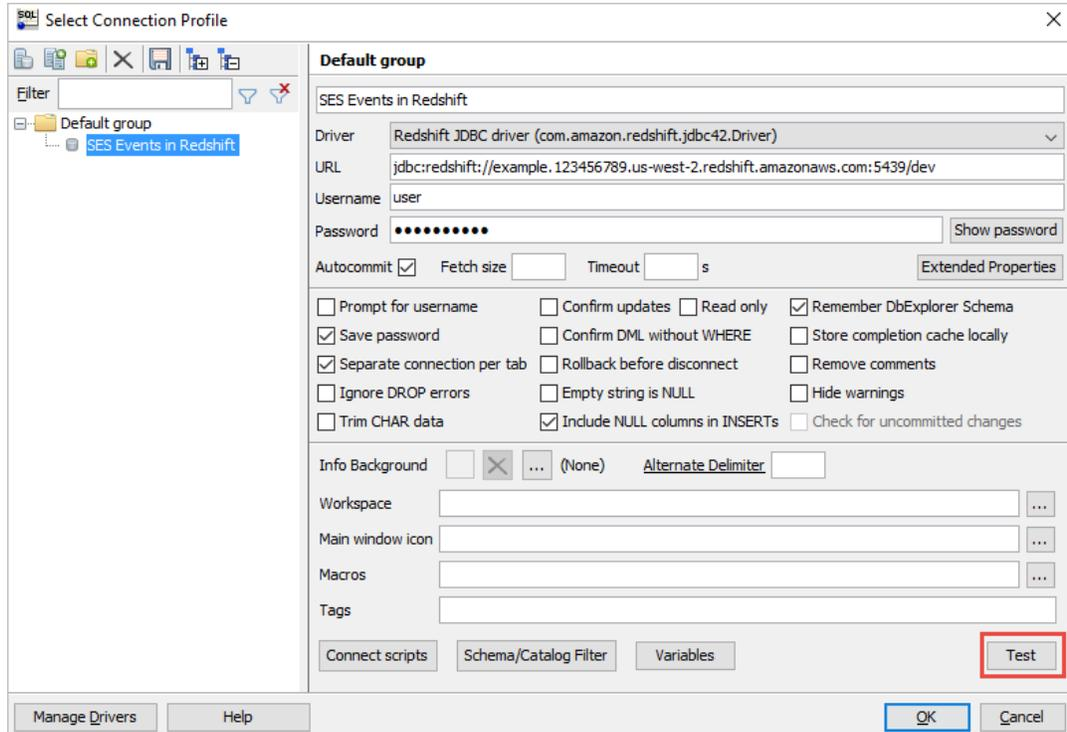 SQL Select Connection Profile
Default group
Filter
SES Events in Redshift
Default group
SES Events in Redshift
Driver Redshift JDBC driver (com.amazon.redshift.jdbc42.Driver)
URL jdbc:redshift://example.123456789.us-west-2.redshift.amazonaws.com:5439/dev
Username user
Password •••••••••• Show password
Autocommit Fetch size Timeout s Extended Properties
Prompt for username Confirm updates Read only Remember DbExplorer Schema
Save password Confirm DML without WHERE Store completion cache locally
Separate connection per tab Rollback before disconnect Remove comments
Ignore DROP errors Empty string is NULL Hide warnings
Trim CHAR data Include NULL columns in INSERTs Check for uncommitted changes
Info Background ... (None) Alternate Delimiter
Workspace ...
Main window icon ...
Macros ...
Tags
Connect scripts Schema/Catalog Filter Variables Test
Manage Drivers Help OK Cancel